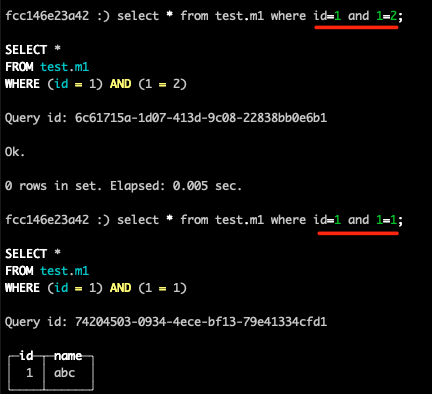 fcc146e23a42 :) select * from test.m1 where id=1 and 1=2;
SELECT *
FROM test.m1
WHERE (id = 1) AND (1 = 2)
Query id: 6c61715a-1d07-413d-9c08-22838bb0e6b1
Ok.
0 rows in set. Elapsed: 0.005 sec.
fcc146e23a42 :) select * from test.m1 where id=1 and 1=1;
SELECT *
FROM test.m1
WHERE (id = 1) AND (1 = 1)
Query id: 74204503-0934-4ece-bf13-79e41334cfd1
id name
1 abc